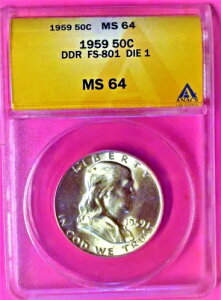 1959 50C MS 64
1959 50C
DDR FS-801 DIE 1
MS 64
ANACS
LIBERTY
1959
IN GOD WE TRUST